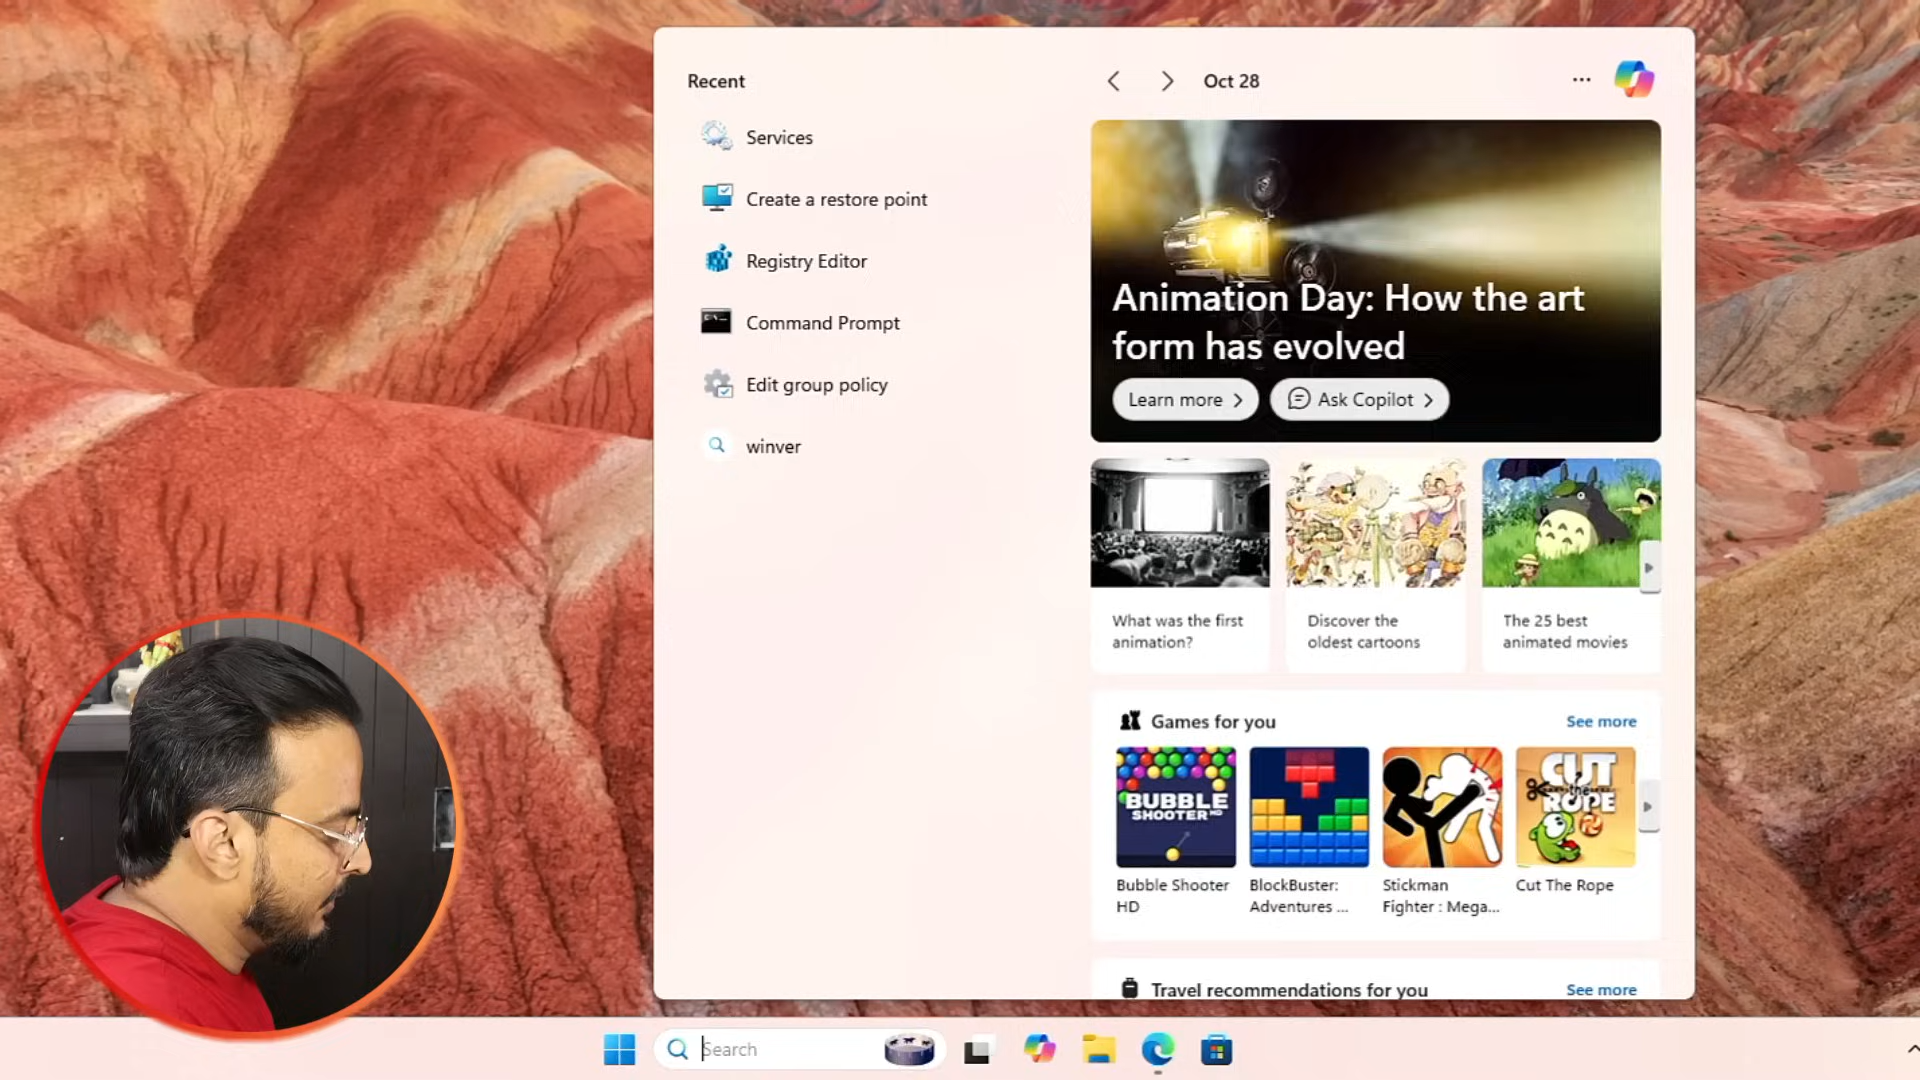 Recent
Services
Create a restore point
Registry Editor
Command Prompt
Edit group policy
winver
Oct 28
Animation Day: How the art
form has evolved
Learn more
Ask Copilot
What was the first
animation?
Discover the
oldest cartoons
The 25 best
animated movies
Games for you
See more
BUBBLE
SHOOTER HD
CUT
the
ROPE
Bubble Shooter
HD
BlockBuster:
Adventures ...
Stickman
Fighter : Mega...
Cut The Rope
Travel recommendations for you
See more
Search